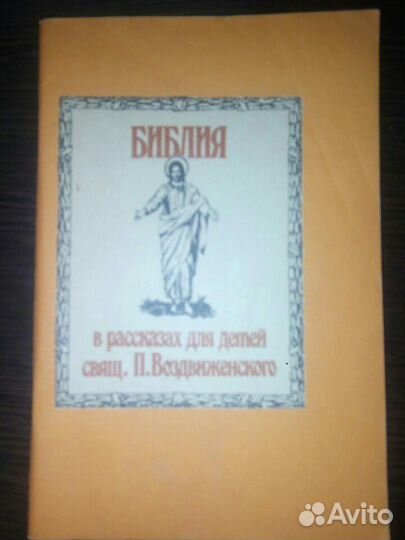 БИБЛИЯ
в рассказах для детей
свящ. П. Воздвиженского
Avito